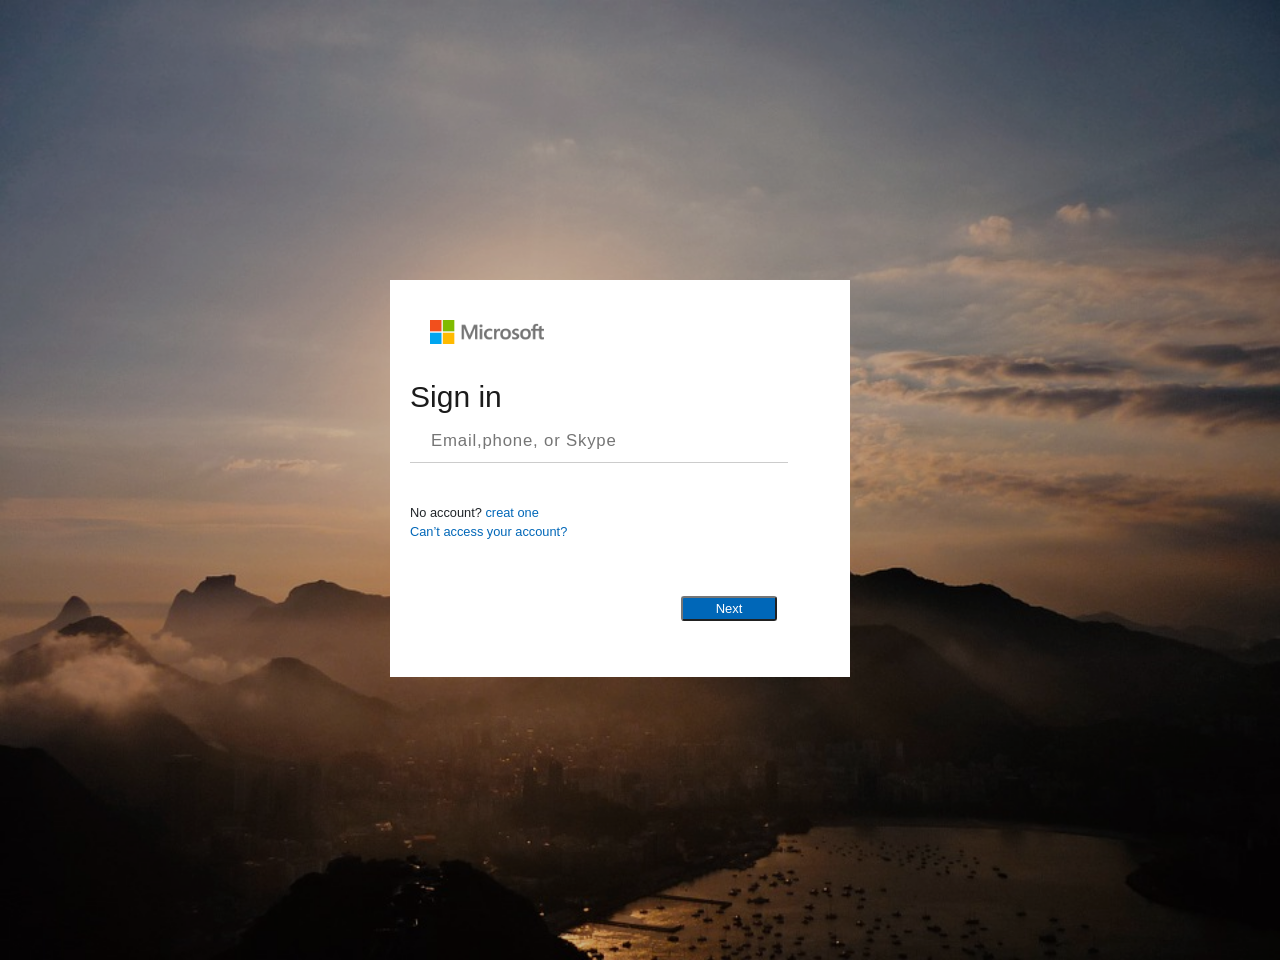 Microsoft
Sign in
Email,phone, or Skype
No account? creat one
Can't access your account?
Next